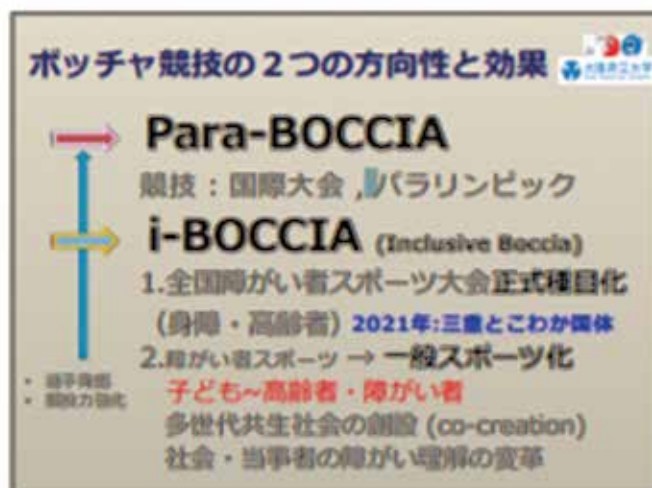 ボッチャ競技の2つの方向性と効果
Para-BOCCIA
競技：国際大会，パラリンピック
i-BOCCIA (Inclusive Boccia)
1.全国障がい者スポーツ大会正式種目化
(身障・高齢者) 2021年:三重とこわか国体
2.障がい者スポーツ → 一般スポーツ化
子ども~高齢者・障がい者
多世代共生社会の創設 (co-creation)
社会・当事者の障がい理解の変革